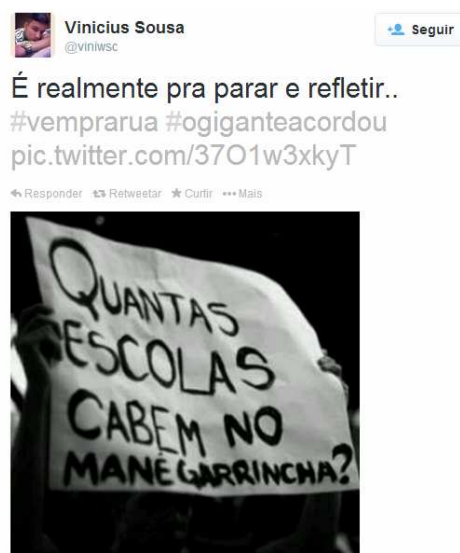 Vinicius Sousa
@viniwsc
Seguir
É realmente pra parar e refletir..
#vemprarua #ogiganteacordou
pic.twitter.com/37O1w3xkyT
Responder Retweetar Curtir Mais
QUANTAS
ESCOLAS
CABEM NO
MANÉ GARRINCHA?